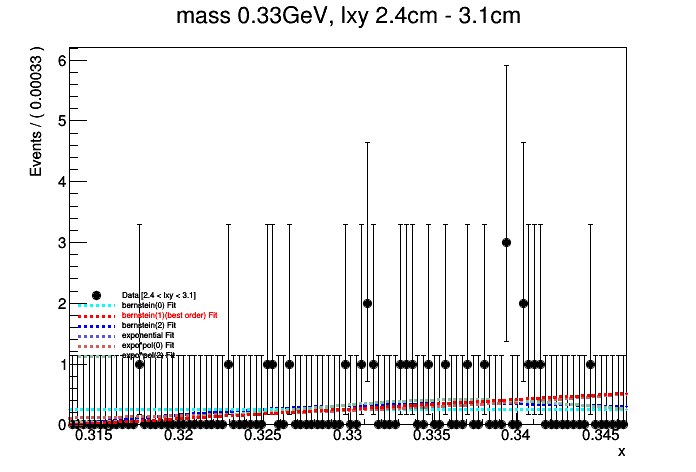 mass 0.33GeV, lxy 2.4cm - 3.1cm
Events / ( 0.00033 )
6
5
4
3
2
1
0
Data [2.4 < lxy < 3.1]
bernstein(0) Fit
bernstein(1)(best order) Fit
bernstein(2) Fit
exponential Fit
expo*pol(0) Fit
expo*pol(2) Fit
0.315 0.32 0.325 0.33 0.335 0.34 0.345
x